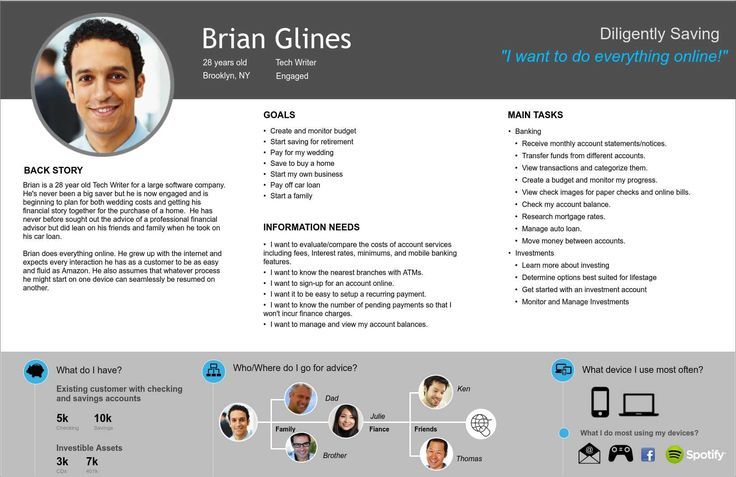 Brian Glines
28 years old Tech Writer
Brooklyn, NY Engaged
Diligently Saving
"I want to do everything online!"
BACK STORY
Brian is a 28 year old Tech Writer for a large software company.
He's never been a big saver but he is now engaged and is
beginning to plan for both wedding costs and getting his
financial story together for the purchase of a home. He has
never before sought out the advice of a professional financial
advisor but did lean on his friends and family when he took on
his car loan.
Brian does everything online. He grew up with the internet and
expects every interaction he has as a customer to be as easy
and fluid as Amazon. He also assumes that whatever process
he might start on one device can seamlessly be resumed on
another.
GOALS
• Create and monitor budget
• Start saving for retirement
• Pay for my wedding
• Save to buy a home
• Start my own business
• Pay off car loan
• Start a family
INFORMATION NEEDS
• I want to evaluate/compare the costs of account services
including fees, Interest rates, minimums, and mobile banking
features.
• I want to know the nearest branches with ATMs.
• I want to sign-up for an account online.
• I want it to be easy to setup a recurring payment.
• I want to know the number of pending payments so that I
won't incur finance charges.
• I want to manage and view my account balances.
MAIN TASKS
• Banking
• Receive monthly account statements/notices.
• Transfer funds from different accounts.
• View transactions and categorize them.
• Create a budget and monitor my progress.
• View check images for paper checks and online bills.
• Check my account balance.
• Research mortgage rates.
• Manage auto loan.
• Move money between accounts.
• Investments
• Learn more about investing
• Determine options best suited for lifestage
• Get started with an investment account
• Monitor and Manage Investments
What do I have?
Existing customer with checking
and savings accounts
5k 10k
Checking Savings
Investible Assets
3k 7k
CDs 401k
Who/Where do I go for advice?
Dad
Family
Brother
Julie
Fiance
Ken
Friends
Thomas
What device I use most often?
What I do most using my devices?
@
f
Spotify